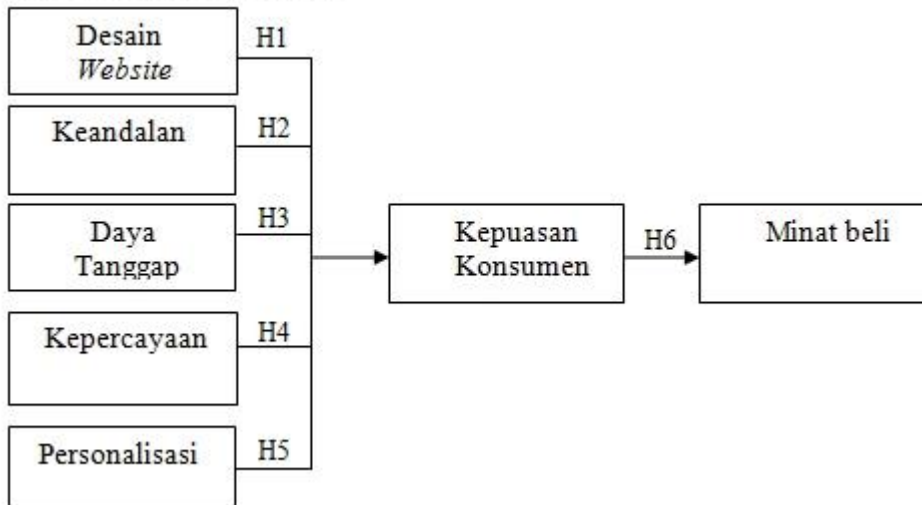 Desain
Website
H1
Keandalan
H2
Daya
Tanggap
H3
Kepercayaan
H4
Personalisasi
H5
Kepuasan
Konsumen
H6
Minat beli